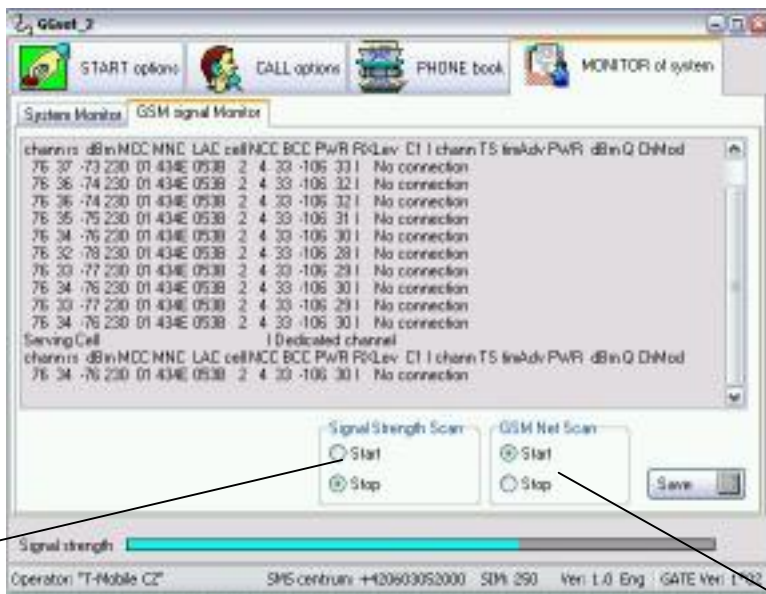 GGset_2
START options CALL options PHONE book MONITOR of system
System Monitor GSM signal Monitor
chann rs dBm MCC MNC LAC cell NCC BCC PWR RXLev C1 I chann TS timAdv PWR dBm Q ChMod
76 37 -73 230 01 434E 053B 2 4 33 -106 33 I No connection
76 36 -74 230 01 434E 053B 2 4 33 -106 32 I No connection
76 36 -74 230 01 434E 053B 2 4 33 -106 32 I No connection
76 35 -75 230 01 434E 053B 2 4 33 -106 31 I No connection
76 34 -76 230 01 434E 053B 2 4 33 -106 30 I No connection
76 32 -78 230 01 434E 053B 2 4 33 -106 28 I No connection
76 33 -77 230 01 434E 053B 2 4 33 -106 29 I No connection
76 34 -76 230 01 434E 053B 2 4 33 -106 30 I No connection
76 33 -77 230 01 434E 053B 2 4 33 -106 29 I No connection
76 34 -76 230 01 434E 053B 2 4 33 -106 30 I No connection
Serving Cell I Dedicated channel
chann rs dBm MCC MNC LAC cell NCC BCC PWR RXLev C1 I chann TS timAdv PWR dBm Q ChMod
76 34 -76 230 01 434E 053B 2 4 33 -106 30 I No connection
Signal Strength Scan GSM Net Scan
Start Start
Stop Stop Save
Signal strength
Operator: "T-Mobile CZ" SMS centrum: +420603052000 SIM: 250 Ver: 1.0 Eng GATE Ver: